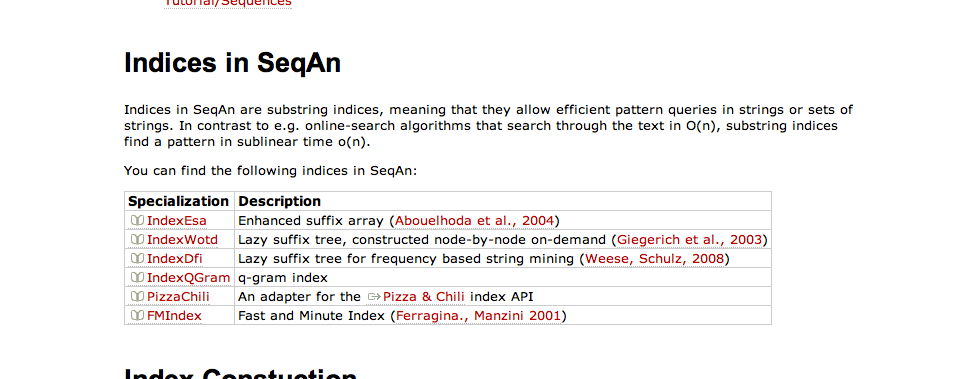 Tutorial/Sequences
Indices in SeqAn
Indices in SeqAn are substring indices, meaning that they allow efficient pattern queries in strings or sets of
strings. In contrast to e.g. online-search algorithms that search through the text in O(n), substring indices
find a pattern in sublinear time o(n).
You can find the following indices in SeqAn:
Specialization Description
IndexEsa Enhanced suffix array (Abouelhoda et al., 2004)
IndexWotd Lazy suffix tree, constructed node-by-node on-demand (Giegerich et al., 2003)
IndexDfi Lazy suffix tree for frequency based string mining (Weese, Schulz, 2008)
IndexQGram q-gram index
PizzaChili An adapter for the Pizza & Chili index API
FMIndex Fast and Minute Index (Ferragina., Manzini 2001)
Index Constuction